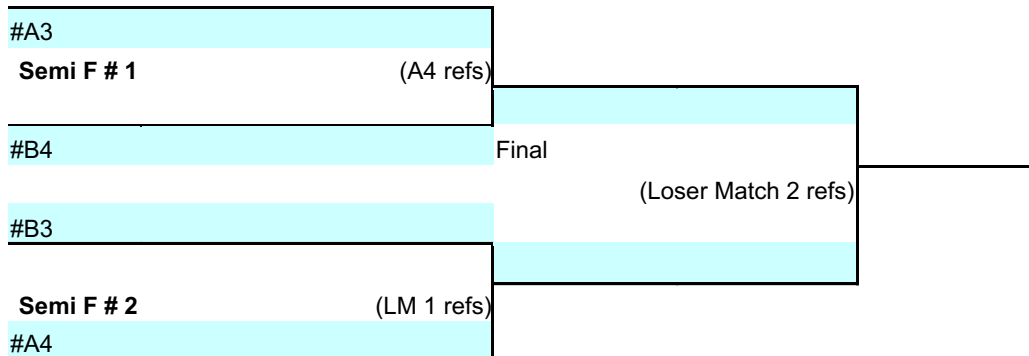 #A3
Semi F # 1 (A4 refs)
#B4 Final
(Loser Match 2 refs)
#B3
Semi F # 2 (LM 1 refs)
#A4